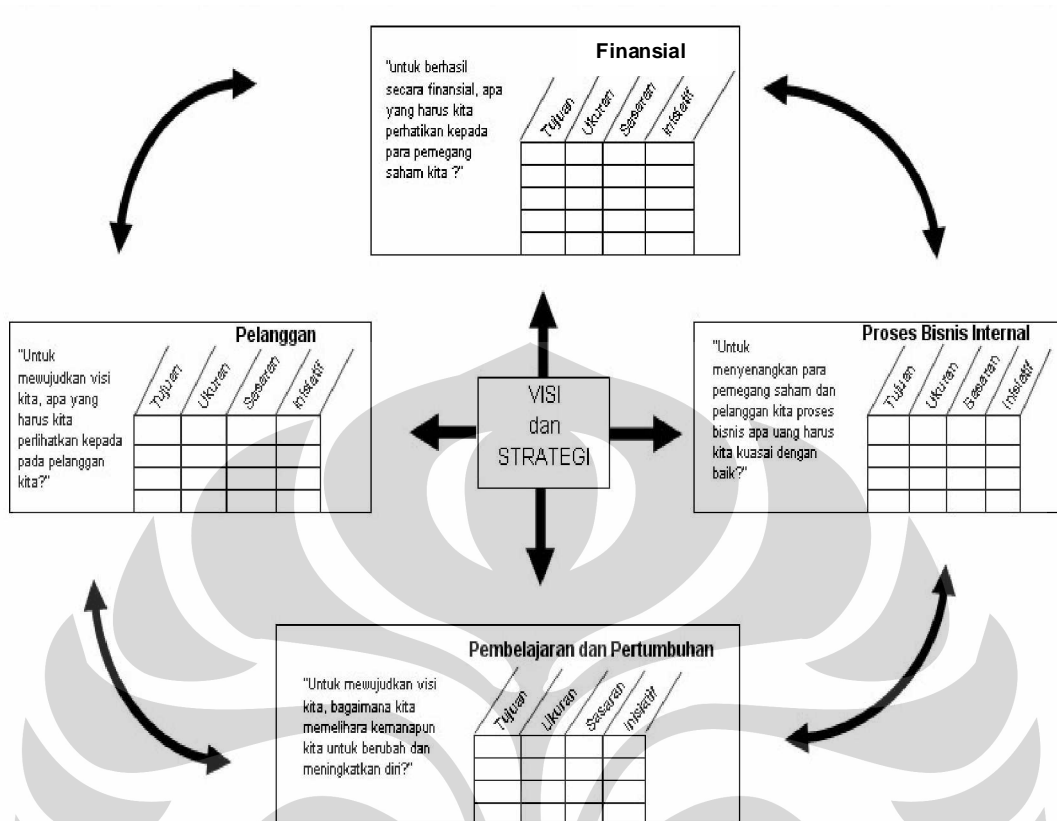 Finansial
"untuk berhasil
secara finansial, apa
yang harus kita
perhatikan kepada
para pemegang
saham kita ?"
Tujuan
Ukuran
Sasaran
Inisiatif
Pelanggan
"Untuk
mewujudkan visi
kita, apa yang
harus kita
perlihatkan kepada
pada pelanggan
kita?"
Tujuan
Ukuran
Sasaran
Inisiatif
VISI
dan
STRATEGI
Proses Bisnis Internal
"Untuk
menyenangkan para
pemegang saham dan
pelanggan kita proses
bisnis apa uang harus
kita kuasai dengan
baik?"
Tujuan
Ukuran
Basaran
Inisiatif
Pembelajaran dan Pertumbuhan
"Untuk mewujudkan visi
kita, bagaimana kita
memelihara kemanapun
kita untuk berubah dan
meningkatkan diri?"
Tujuan
Ukuran
Sasaran
Inisiatif